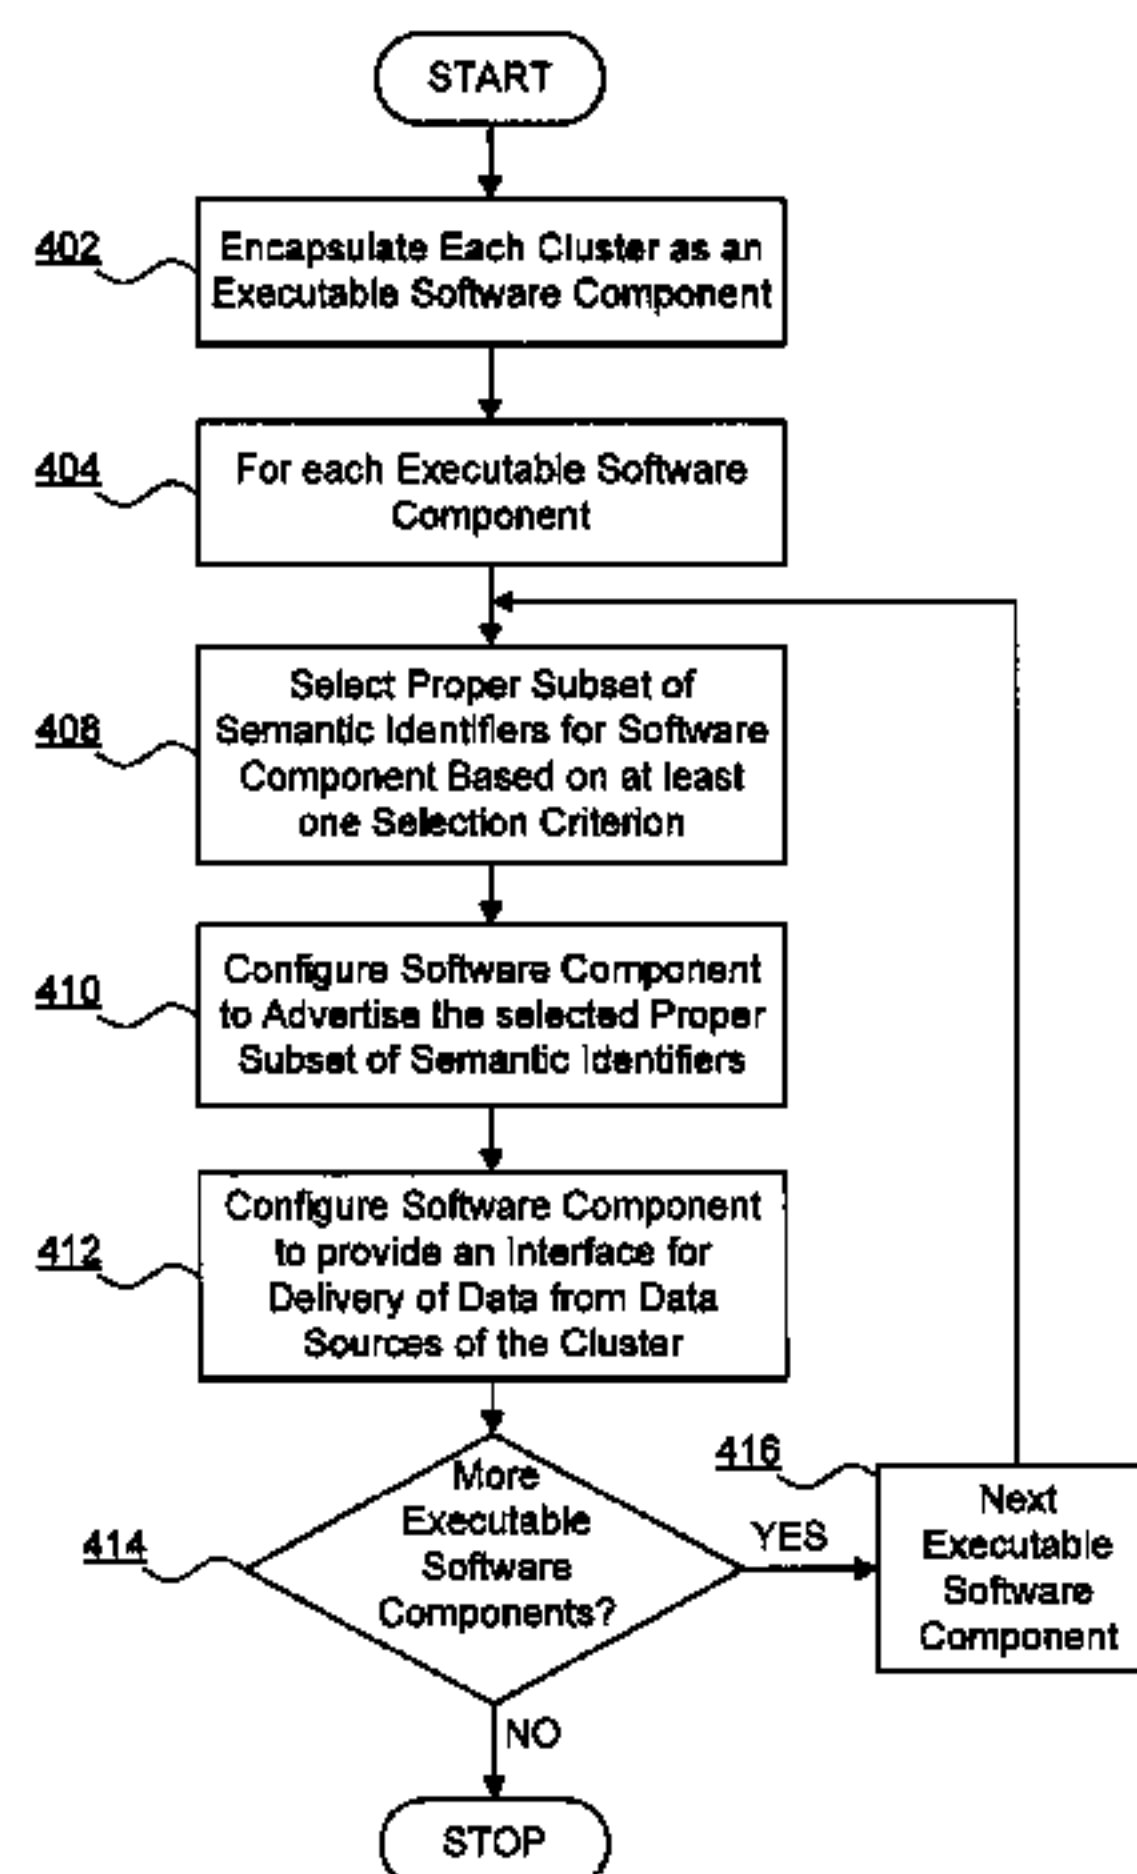 START
402
Encapsulate Each Cluster as an
Executable Software Component
404
For each Executable Software
Component
408
Select Proper Subset of
Semantic Identifiers for Software
Component Based on at least
one Selection Criterion
410
Configure Software Component
to Advertise the selected Proper
Subset of Semantic Identifiers
412
Configure Software Component
to provide an Interface for
Delivery of Data from Data
Sources of the Cluster
414
More
Executable
Software
Components?
YES
416
Next
Executable
Software
Component
NO
STOP